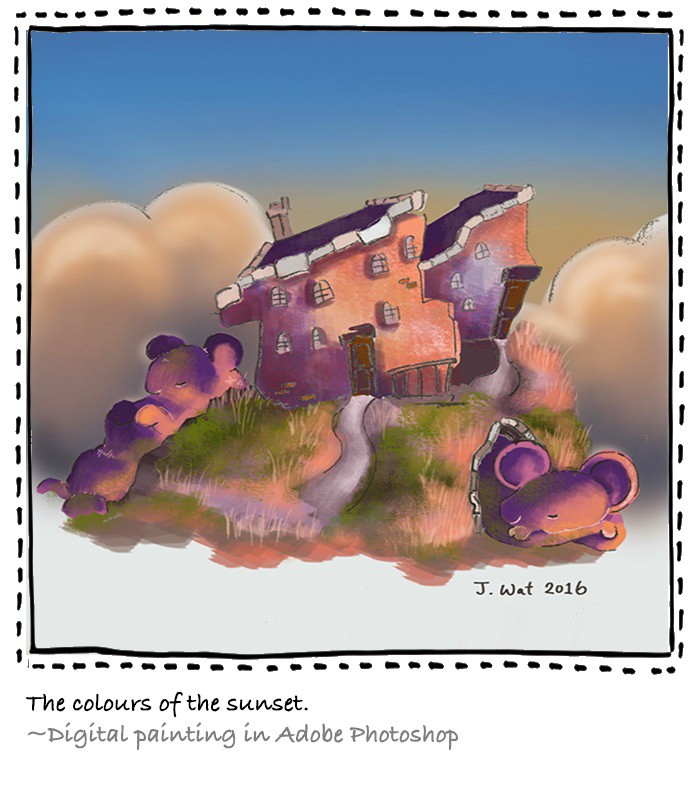 J. Wat 2016
The colours of the sunset.
~Digital painting in Adobe Photoshop